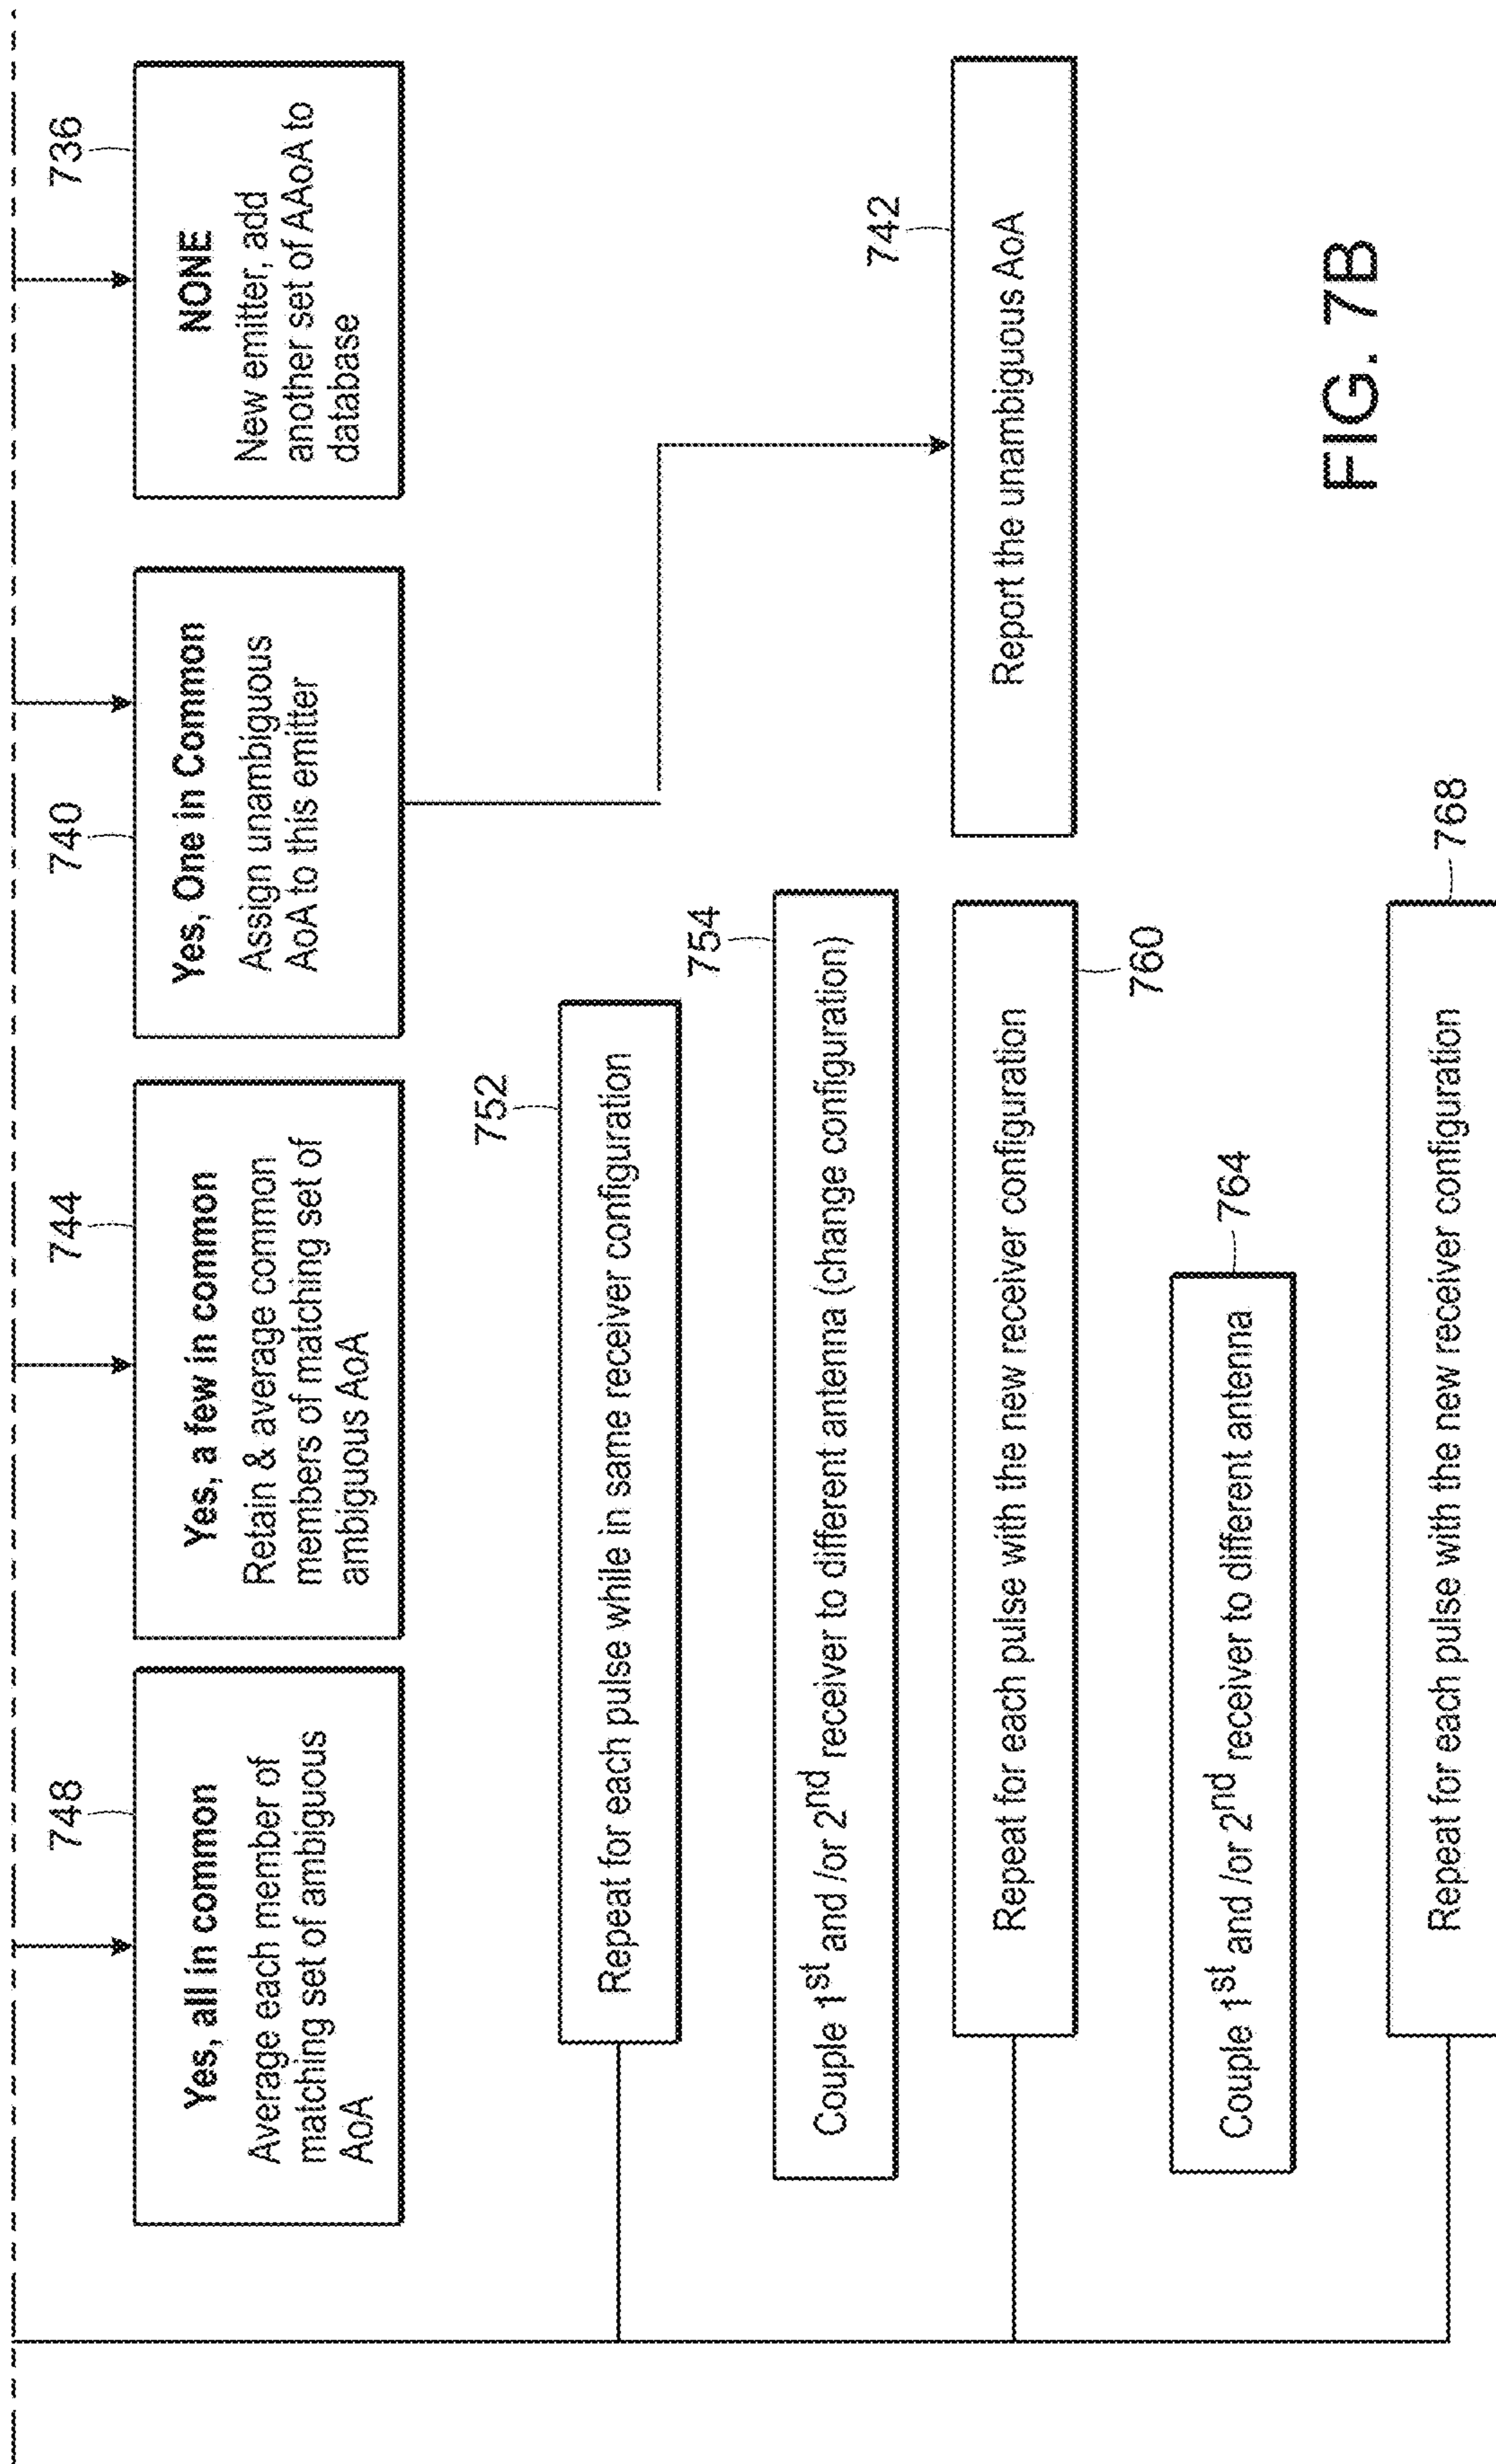 748
Yes, all in common
Average each member of
matching set of ambiguous
AoA
744
Yes, a few in common
Retain & average common
members of matching set of
ambiguous AoA
740
Yes, One in Common
Assign unambiguous
AoA to this emitter
736
NONE
New emitter, add
another set of AAoA to
database
752
Repeat for each pulse while in same receiver configuration
754
Couple 1st and /or 2nd receiver to different antenna (change configuration)
742
Report the unambiguous AoA
Repeat for each pulse with the new receiver configuration
760
764
Couple 1st and /or 2nd receiver to different antenna
768
Repeat for each pulse with the new receiver configuration
FIG. 7B